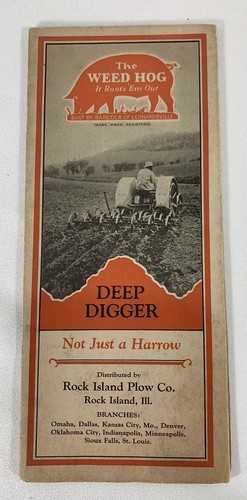 The
WEED HOG
It Roots 'Em Out
BUILT BY BABCOCK OF LEONARDSVILLE
TRADE MARK REGISTERED
DEEP
DIGGER
Not Just a Harrow
Distributed by
Rock Island Plow Co.
Rock Island, Ill.
BRANCHES:
Omaha, Dallas, Kansas City, Mo., Denver,
Oklahoma City, Indianapolis, Minneapolis,
Sioux Falls, St. Louis.